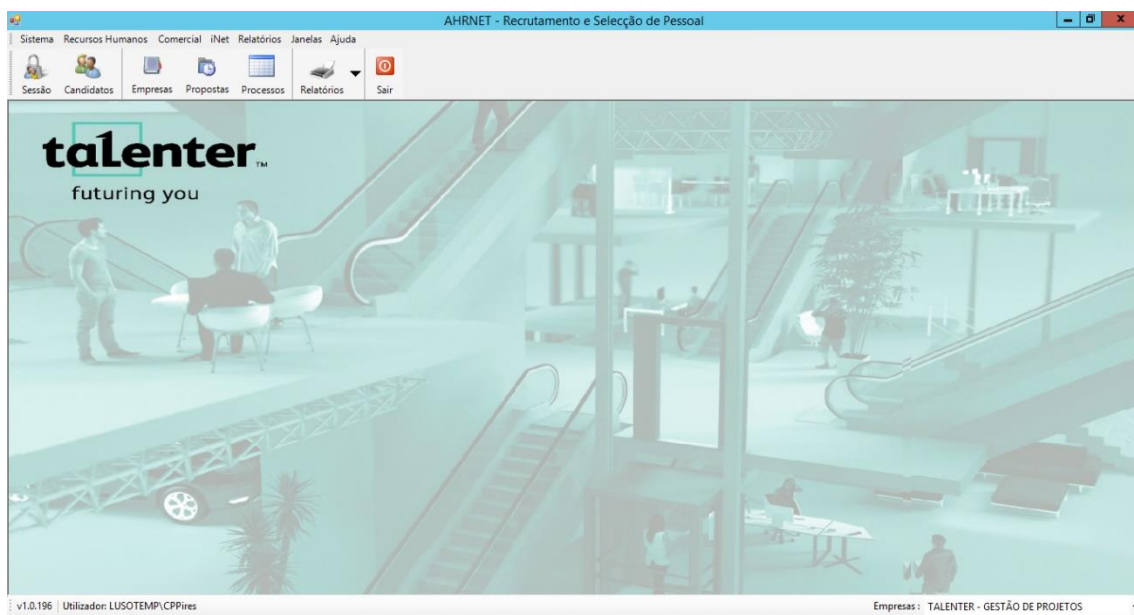 AHRNET - Recrutamento e Selecção de Pessoal
Sistema Recursos Humanos Comercial iNet Relatórios Janelas Ajuda
Sessão Candidatos Empresas Propostas Processos Relatórios Sair
talenter™
futuring you
v1.0.196 Utilizador: LUSOTEMP\CPPires Empresas : TALENTER - GESTÃO DE PROJETOS